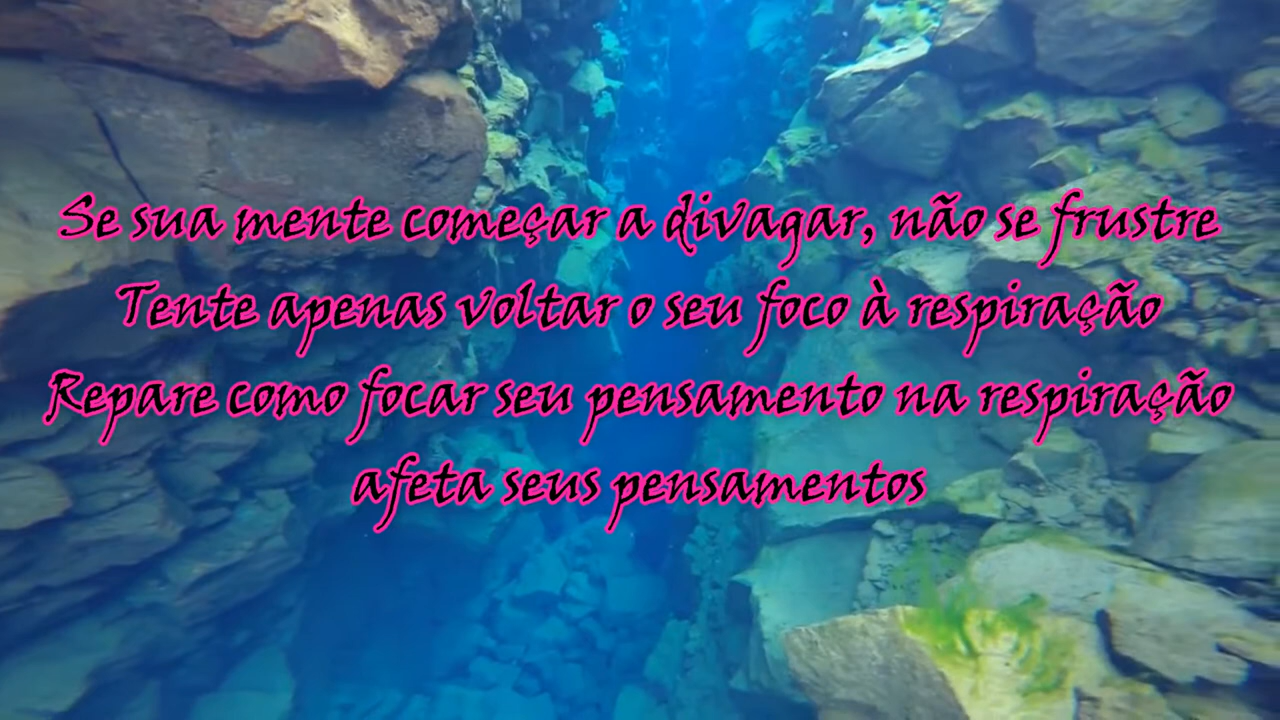 Se sua mente começar a divagar, não se frustre
Tente apenas voltar o seu foco à respiração
Repare como focar seu pensamento na respiração
afeta seus pensamentos